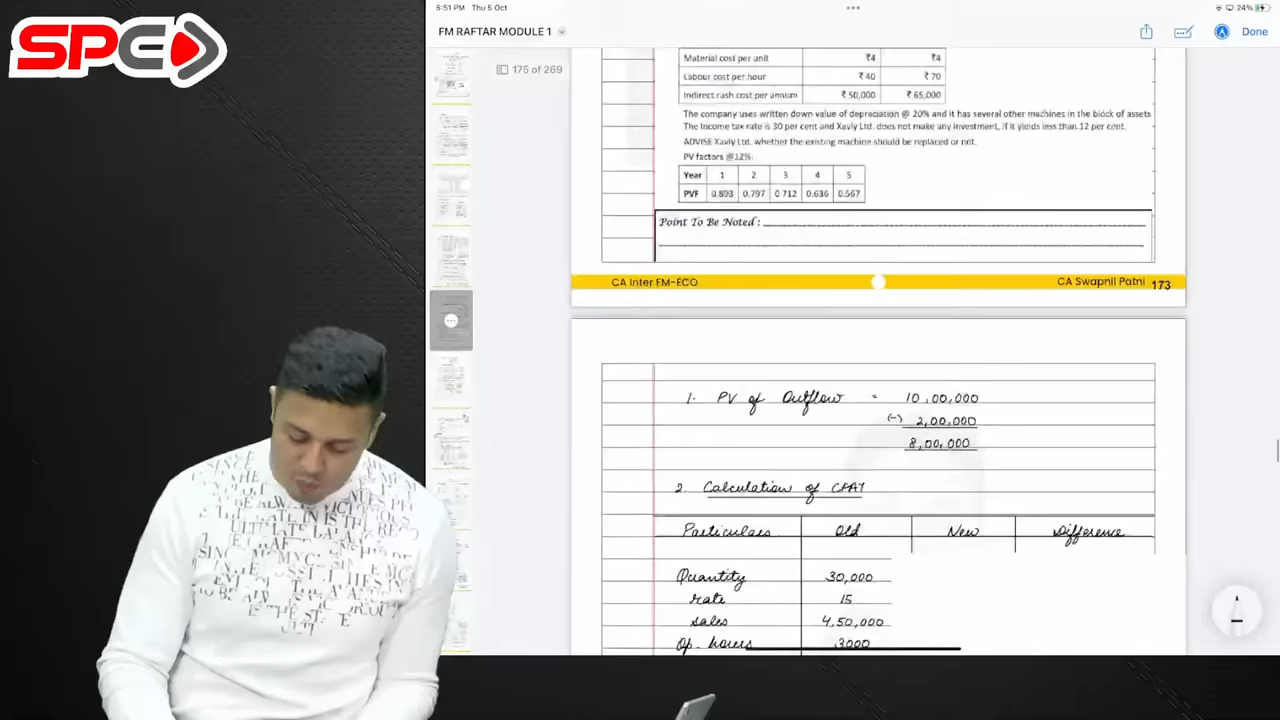 SPC
5:51 PM Thu 5 Oct
24%
FM RAFTAR MODULE 1
Done
175 of 269
Material cost per unit ₹4 ₹4
Labour cost per hour ₹ 40 ₹ 70
Indirect cash cost per annum ₹ 50,000 ₹ 65,000
The company uses written down value of depreciation @ 20% and it has several other machines in the block of assets.
The Income tax rate is 30 per cent and Xavly Ltd. does not make any investment, if it yields less than 12 per cent.
ADVISE Xavly Ltd. whether the existing machine should be replaced or not.
PV factors @12%:
Year 1 2 3 4 5
PVF 0.893 0.797 0.712 0.636 0.567
Point To Be Noted :
CA Inter FM-ECO
CA Swapnil Patni 173
1. PV of Outflow - 10,00,000
(-) 2,00,000
8,00,000
2. Calculation of CFAT
Particulars Old New Difference
Quantity 30,000
rate 15
sales 4,50,000
Op. hours 3000